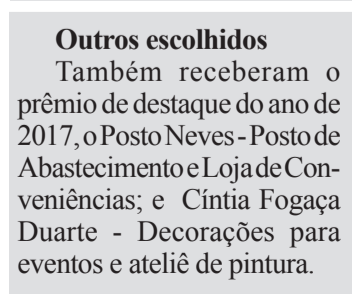 Outros escolhidos
Também receberam o
prêmio de destaque do ano de
2017, o Posto Neves - Posto de
Abastecimento e Loja de Con-
veniências; e Cíntia Fogaça
Duarte - Decorações para
eventos e ateliê de pintura.